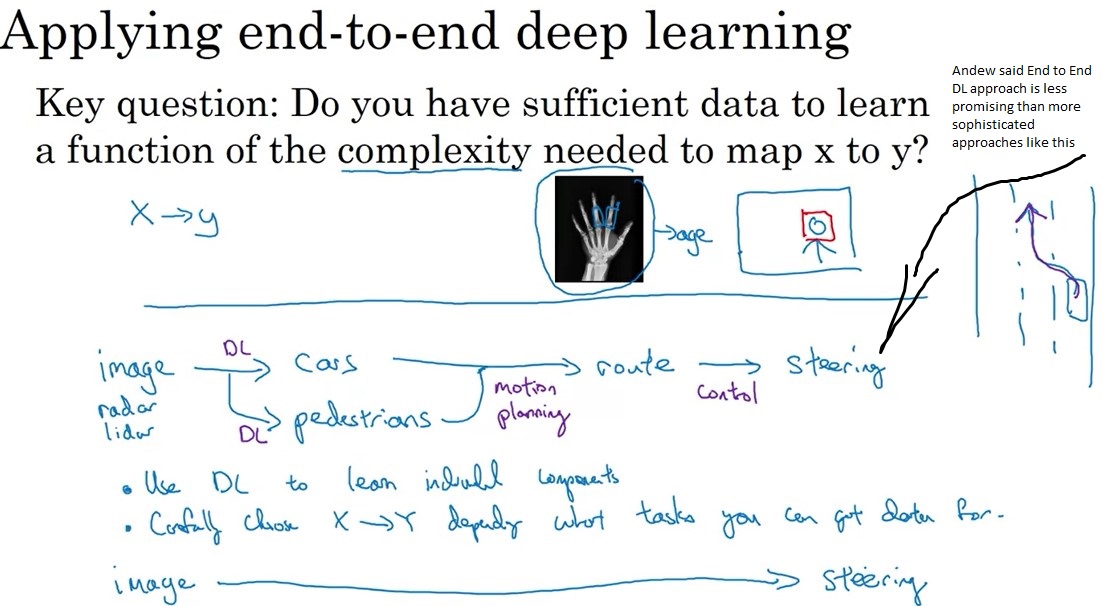 Applying end-to-end deep learning
Key question: Do you have sufficient data to learn
a function of the complexity needed to map x to y?
Andew said End to End
DL approach is less
promising than more
sophisticated
approaches like this
X → y
→ age
image
radar
lidar
DL
DL
cars
pedestrians
motion
planning
route
control
steering
• Use DL to learn individual components
• Carefully choose X → Y depending what tasks you can get data for.
image → steering